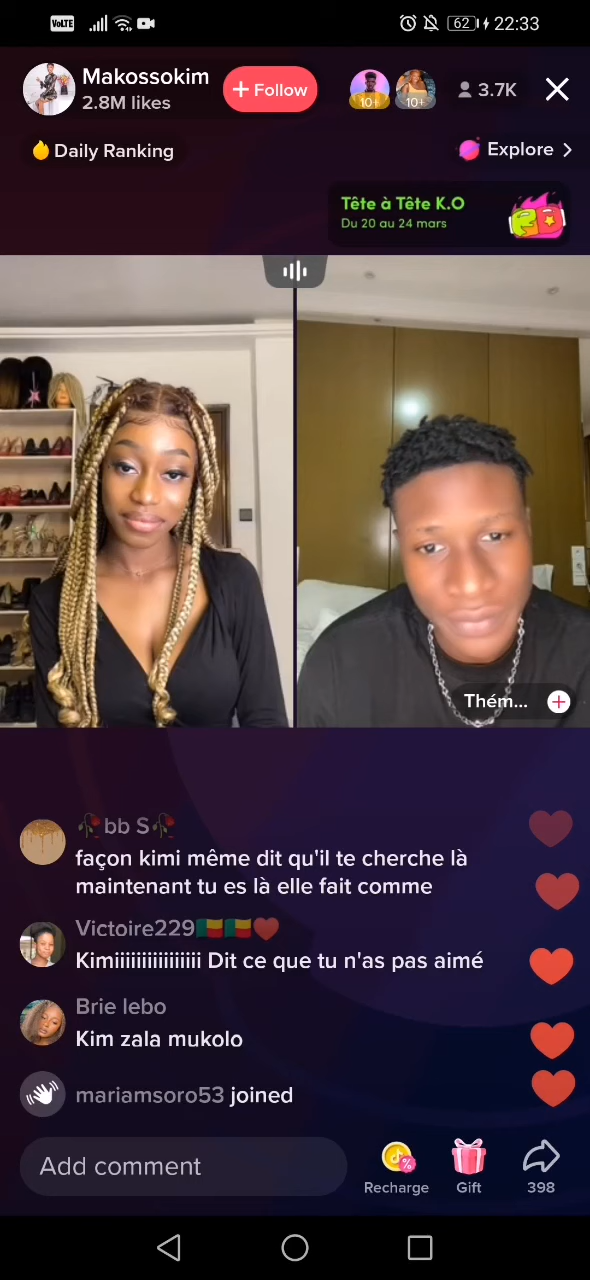 VoLTE 62 22:33
Makossokim
2.8M likes
+ Follow
10+ 10+
3.7K
Daily Ranking
Explore >
Tête à Tête K.O
Du 20 au 24 mars
Thém...
🥀bb S🥀
façon kimi même dit qu'il te cherche là
maintenant tu es là elle fait comme
Victoire229🇧🇯🇧🇯❤️
Kimiiiiiiiiiiiiiiii Dit ce que tu n'as pas aimé
Brie lebo
Kim zala mukolo
mariamsoro53 joined
Add comment
Recharge
Gift
398